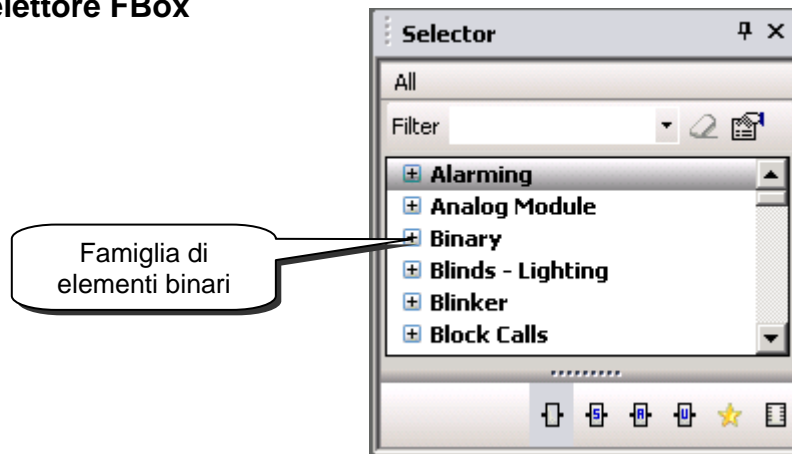 elettore FBox
Selector
All
Filter
Alarming
Analog Module
Binary
Famiglia di
elementi binari
Blinds - Lighting
Blinker
Block Calls
S A U